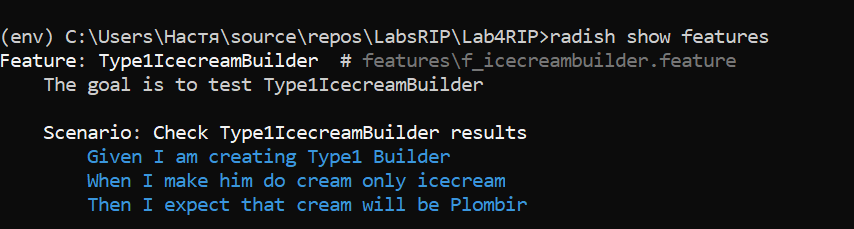 (env) C:\Users\Настя\source\repos\LabsRIP\Lab4RIP>radish show features
Feature: Type1IcecreamBuilder  # features\f_icecreambuilder.feature
    The goal is to test Type1IcecreamBuilder
    Scenario: Check Type1IcecreamBuilder results
        Given I am creating Type1 Builder
        When I make him do cream only icecream
        Then I expect that cream will be Plombir